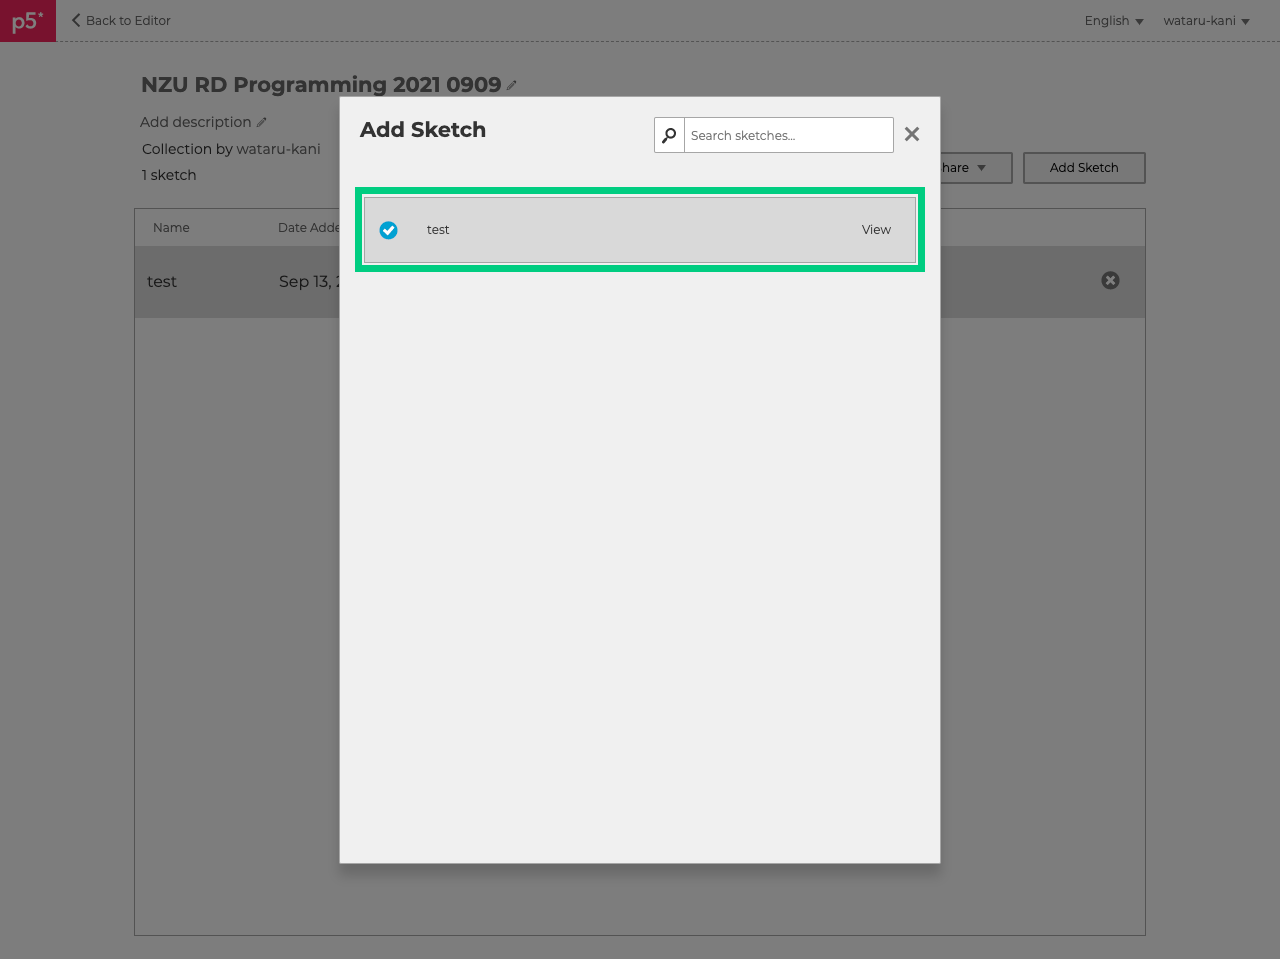 p5*
Back to Editor
English
wataru-kani
NZU RD Programming 2021 0909
Add description
Collection by wataru-kani
1 sketch
hare
Add Sketch
Name
Date Adde
test
Sep 13,
Add Sketch
Search sketches...
test
View